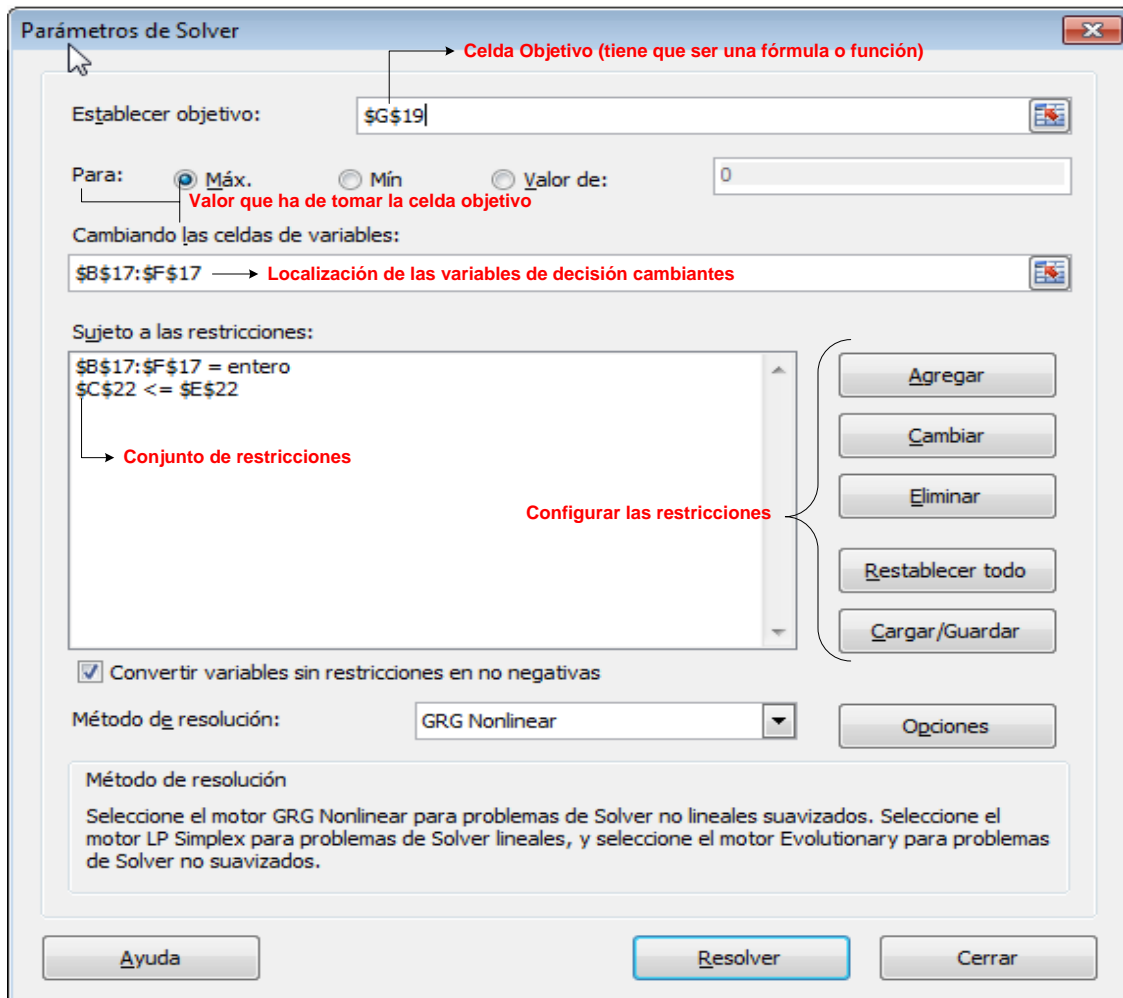 Parámetros de Solver
Celda Objetivo (tiene que ser una fórmula o función)
Establecer objetivo:
$G$19
Para:
Máx.
Mín
Valor de:
0
Valor que ha de tomar la celda objetivo
Cambiando las celdas de variables:
$B$17:$F$17
Localización de las variables de decisión cambiantes
Sujeto a las restricciones:
$B$17:$F$17 = entero
$C$22 <= $E$22
Conjunto de restricciones
Configurar las restricciones
Agregar
Cambiar
Eliminar
Restablecer todo
Cargar/Guardar
Convertir variables sin restricciones en no negativas
Método de resolución:
GRG Nonlinear
Opciones
Método de resolución
Seleccione el motor GRG Nonlinear para problemas de Solver no lineales suavizados. Seleccione el
motor LP Simplex para problemas de Solver lineales, y seleccione el motor Evolutionary para problemas
de Solver no suavizados.
Ayuda
Resolver
Cerrar